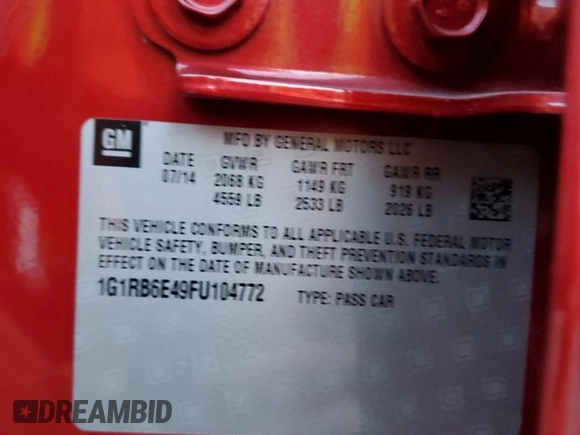 GM
MFD BY GENERAL MOTORS LLC
DATE GVWR GAWR FRT GAWR RR
07/14 2068 KG 1149 KG 919 KG
4559 LB 2533 LB 2026 LB
THIS VEHICLE CONFORMS TO ALL APPLICABLE U.S. FEDERAL MOTOR
VEHICLE SAFETY, BUMPER, AND THEFT PREVENTION STANDARDS IN
EFFECT ON THE DATE OF MANUFACTURE SHOWN ABOVE.
1G1RB6E49FU104772 TYPE: PASS CAR
DREAMBID